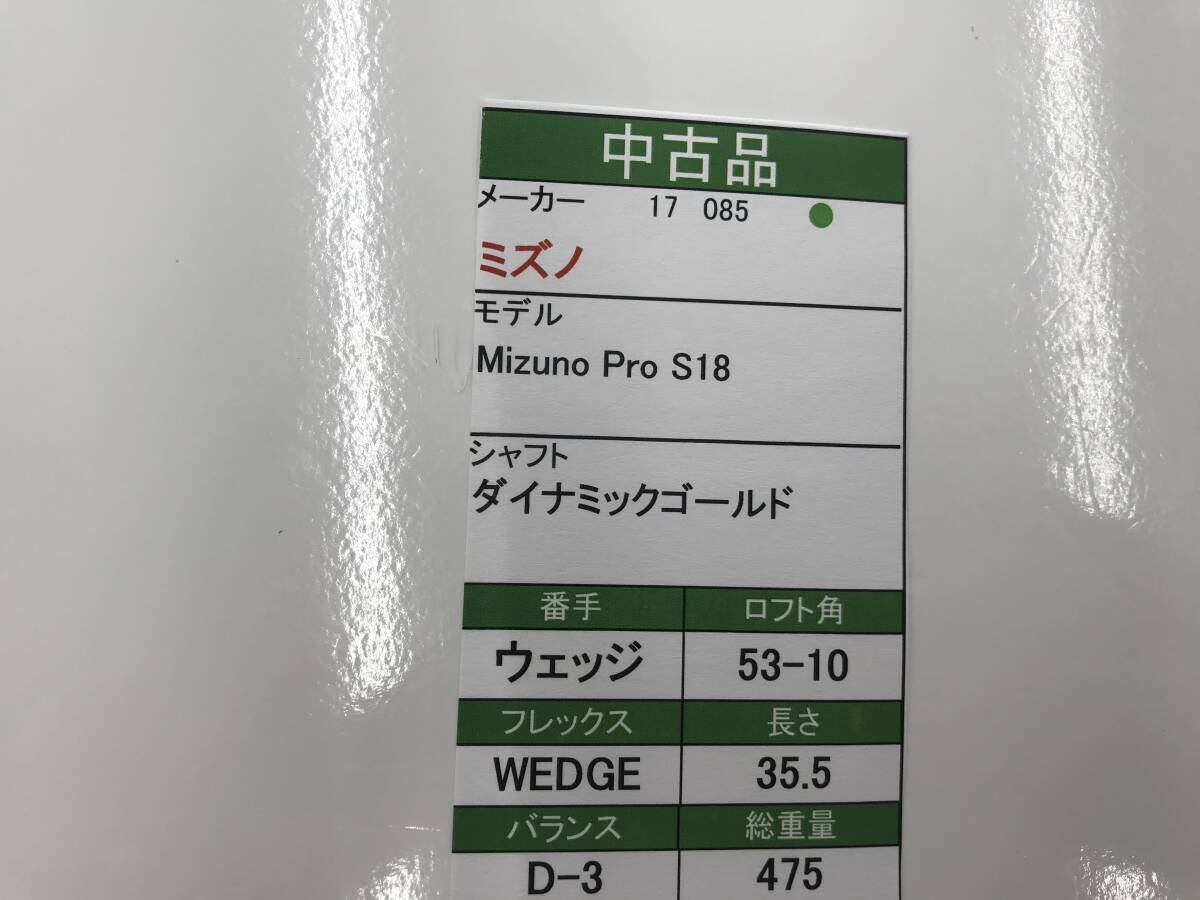 中古品
メーカー 17 085
ミズノ
モデル
Mizuno Pro S18
シャフト
ダイナミックゴールド
番手 ロフト角
ウェッジ 53-10
フレックス 長さ
WEDGE 35.5
バランス 総重量
D-3 475